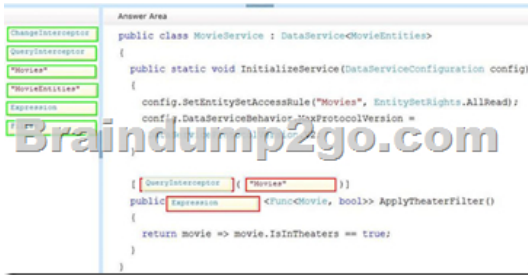 Answer Area
ChangeInterceptor
QueryInterceptor
"Movies"
"MovieEntities"
Expression
public class MovieService : DataService<MovieEntities>
{
public static void InitializeService(DataServiceConfiguration config)
{
config.SetEntitySetAccessRule("Movies", EntitySetRights.AllRead);
config.DataServiceBehavior.MaxProtocolVersion =
}
Braindump2go.com
[ QueryInterceptor ( "Movies" )]
public Expression <Func<Movie, bool>> ApplyTheaterFilter()
{
return movie => movie.IsInTheaters == true;
}
}